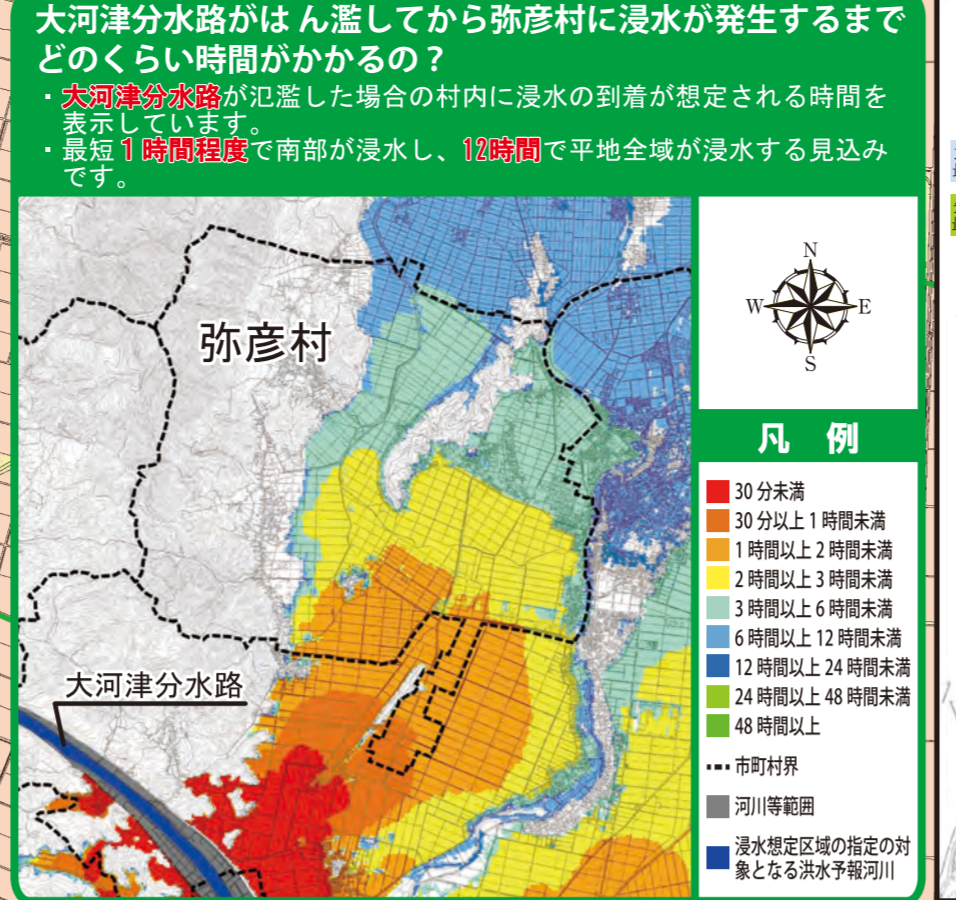 大河津分水路がはん濫してから弥彦村に浸水が発生するまで
どのくらい時間がかかるの？
・大河津分水路が氾濫した場合の村内に浸水の到着が想定される時間を
表示しています。
・最短１時間程度で南部が浸水し、12時間で平地全域が浸水する見込み
です。
弥彦村
大河津分水路
N
W
E
S
凡 例
30分未満
30分以上1時間未満
1時間以上2時間未満
2時間以上3時間未満
3時間以上6時間未満
6時間以上12時間未満
12時間以上24時間未満
24時間以上48時間未満
48時間以上
市町村界
河川等範囲
浸水想定区域の指定の対
象となる洪水予報河川